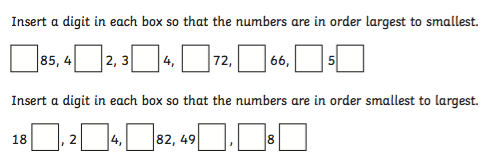 Insert a digit in each box so that the numbers are in order largest to smallest.
85, 4 2, 3 4, 72, 66, 5
Insert a digit in each box so that the numbers are in order smallest to largest.
18 , 2 4, 82, 49 , 8